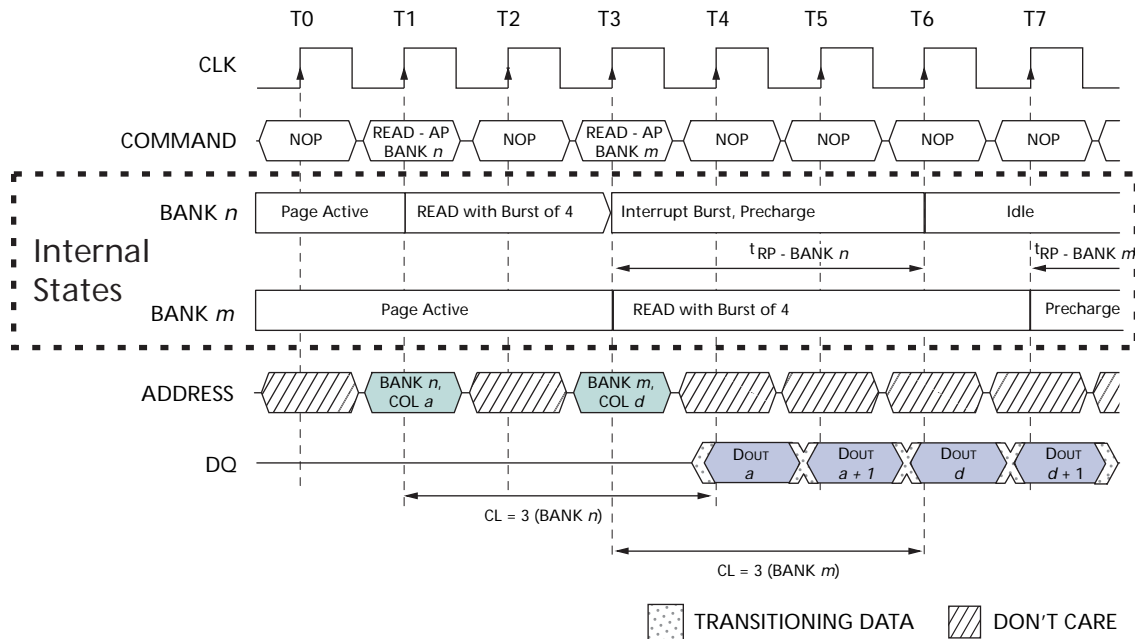 T0 T1 T2 T3 T4 T5 T6 T7
CLK
COMMAND
NOP
READ - AP
BANK n
NOP
READ - AP
BANK m
NOP
NOP
NOP
NOP
Internal
States
BANK n
Page Active
READ with Burst of 4
Interrupt Burst, Precharge
Idle
tRP - BANK n
tRP - BANK m
BANK m
Page Active
READ with Burst of 4
Precharge
ADDRESS
BANK n,
COL a
BANK m,
COL d
DQ
DOUT
a
DOUT
a + 1
DOUT
d
DOUT
d + 1
CL = 3 (BANK n)
CL = 3 (BANK m)
TRANSITIONING DATA
DON'T CARE